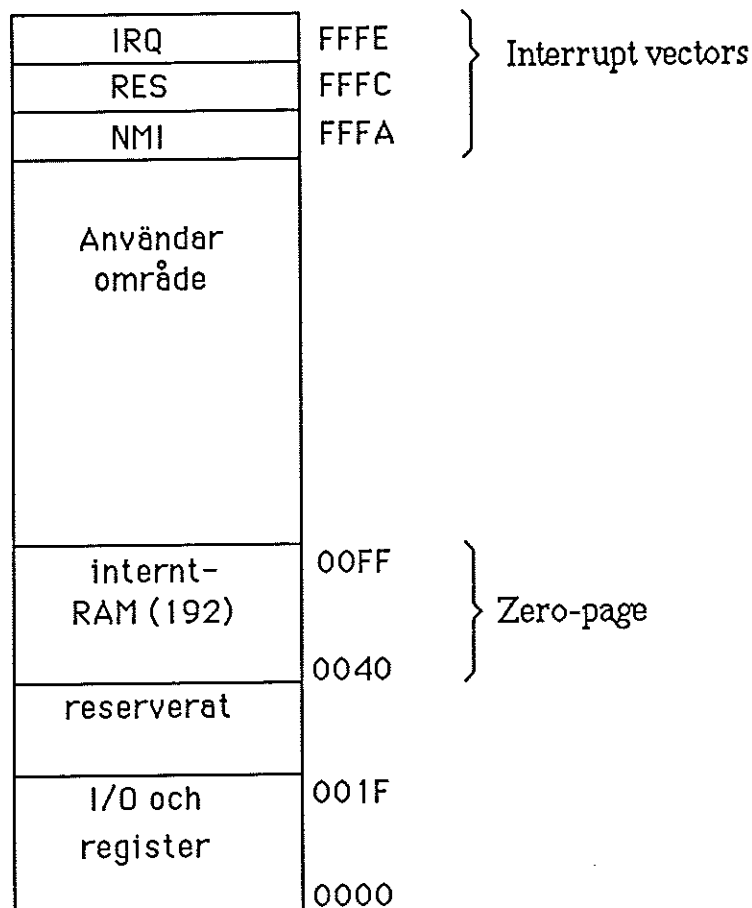 IRQ FFFE
Interrupt vectors
RES FFFC
NMI FFFA
Användar
område
internt-
RAM (192)
00FF
Zero-page
0040
reserverat
I/O och
register
001F
0000